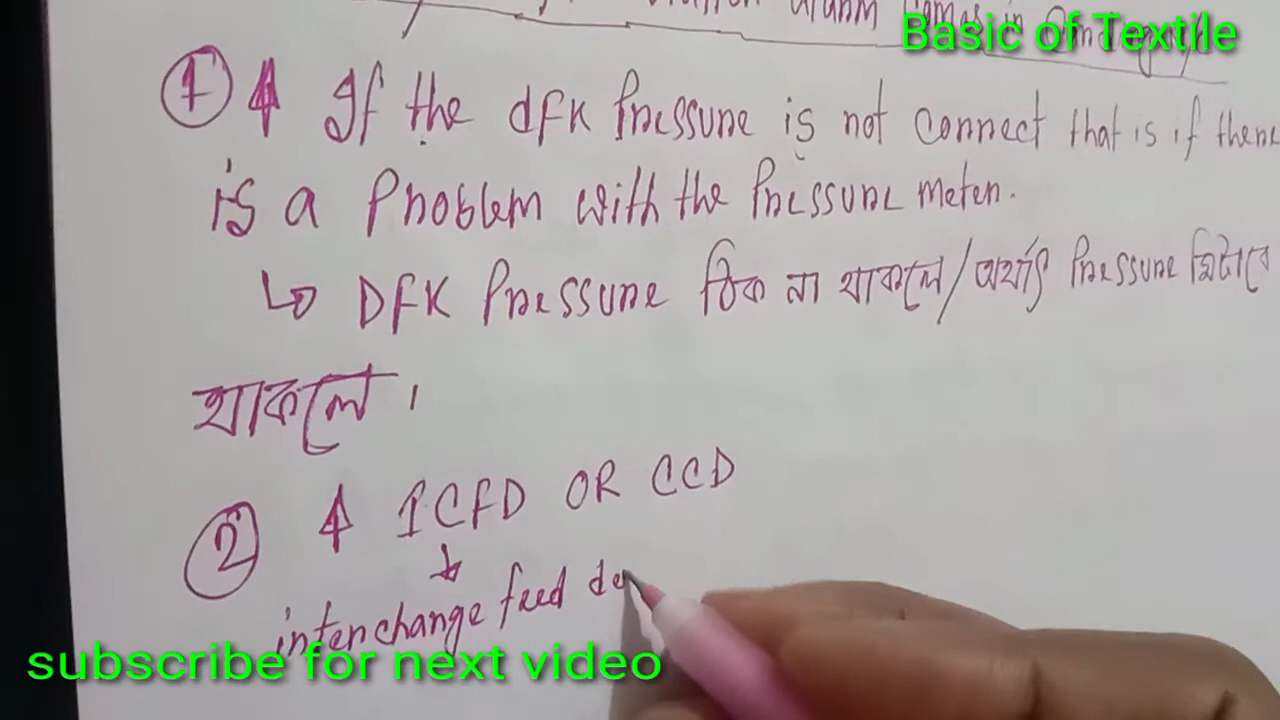 Basic of Textile
1 If the DFK Pressure is not connect that is if there
is a Problem with the Pressure meter.
DFK Pressure ঠিক না থাকলে/অর্থাৎ Pressure মিটারে
থাকলে।
2 ICFD OR CCD
interchange feed de
subscribe for next video